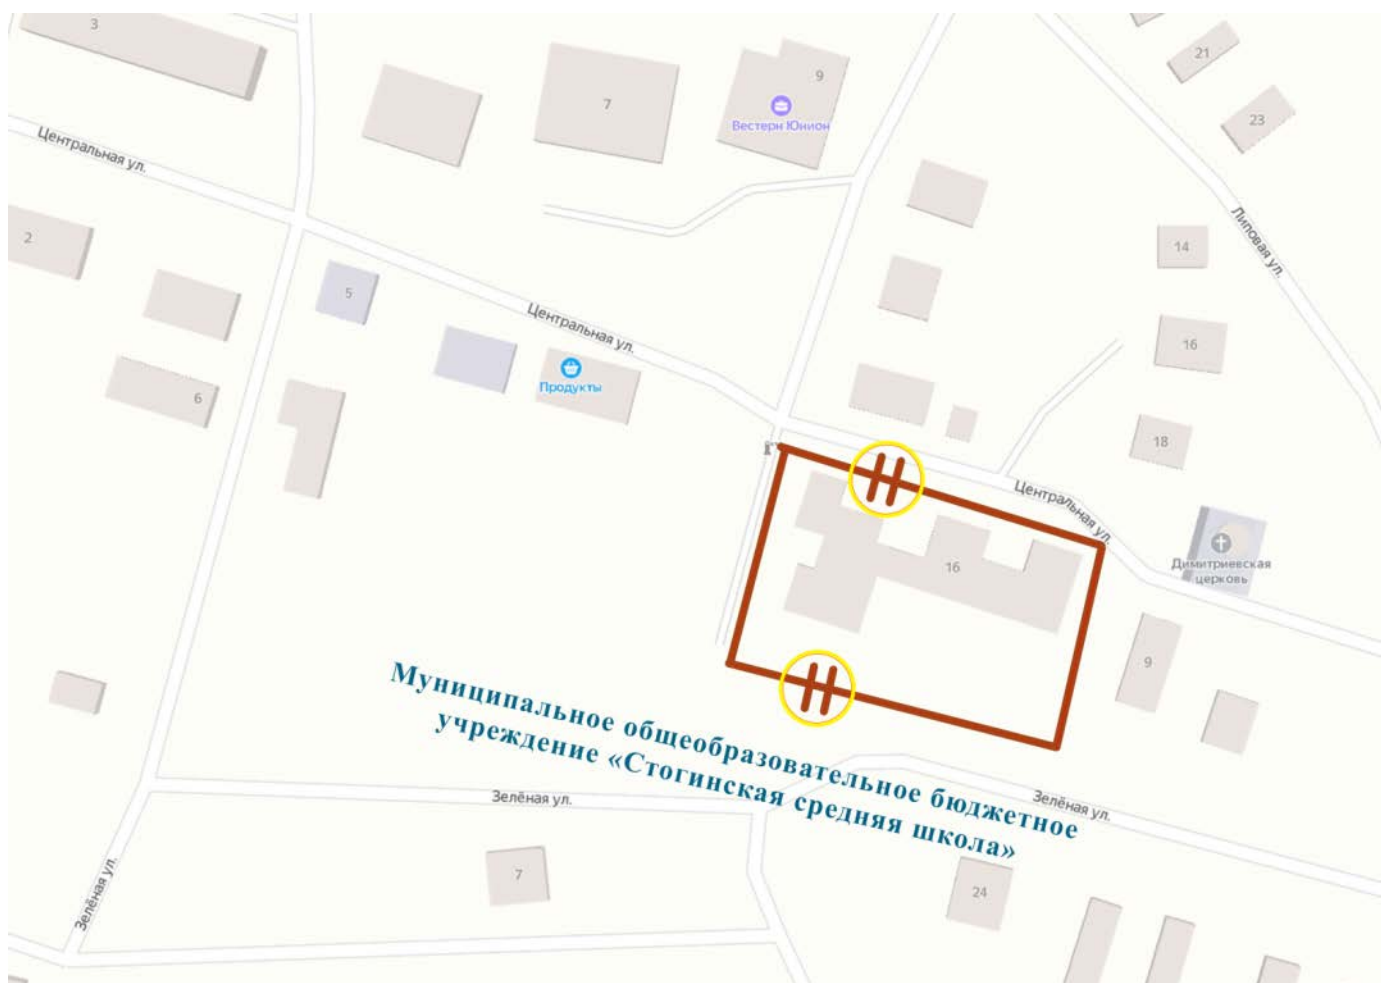 3
7
9
Вестерн Юнион
21
23
Центральная ул.
2
5
6
Центральная ул.
Продукты
Липовая ул.
14
16
18
Центральная ул.
16
Димитриевская
церковь
9
Муниципальное общеобразовательное бюджетное
учреждение «Стогинская средняя школа»
Зелёная ул.
Зелёная ул.
7
24
Зелёная ул.